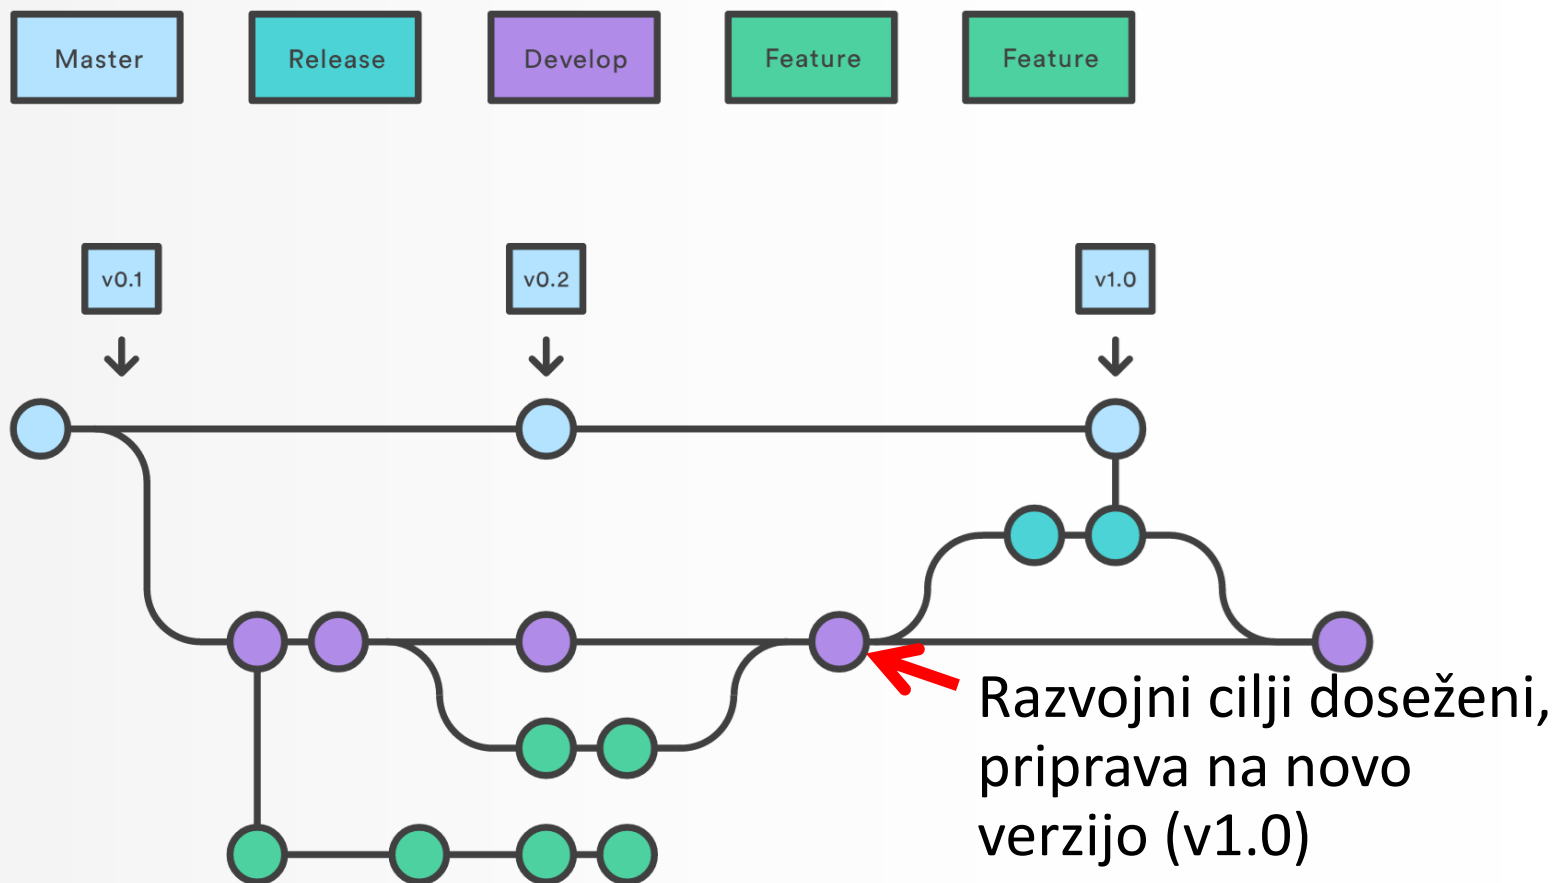 Master
Release
Develop
Feature
Feature
v0.1
v0.2
v1.0
Razvojni cilji doseženi,
priprava na novo
verzijo (v1.0)